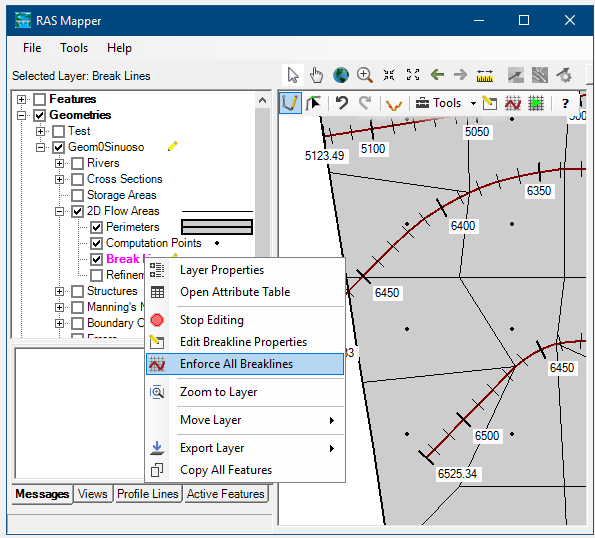 RAS Mapper
File Tools Help
Selected Layer: Break Lines
Features
Geometries
Test
Geom0Sinuoso
Rivers
Cross Sections
Storage Areas
2D Flow Areas
Perimeters
Computation Points
Break Li
Refinem
Structures
Manning's N
Boundary C
Layer Properties
Open Attribute Table
Stop Editing
Edit Breakline Properties
Enforce All Breaklines
Zoom to Layer
Move Layer
Export Layer
Copy All Features
Messages Views Profile Lines Active Features
Tools ?
5050
5100
5123.49
6350
6400
6450
6450
6500
6525.34